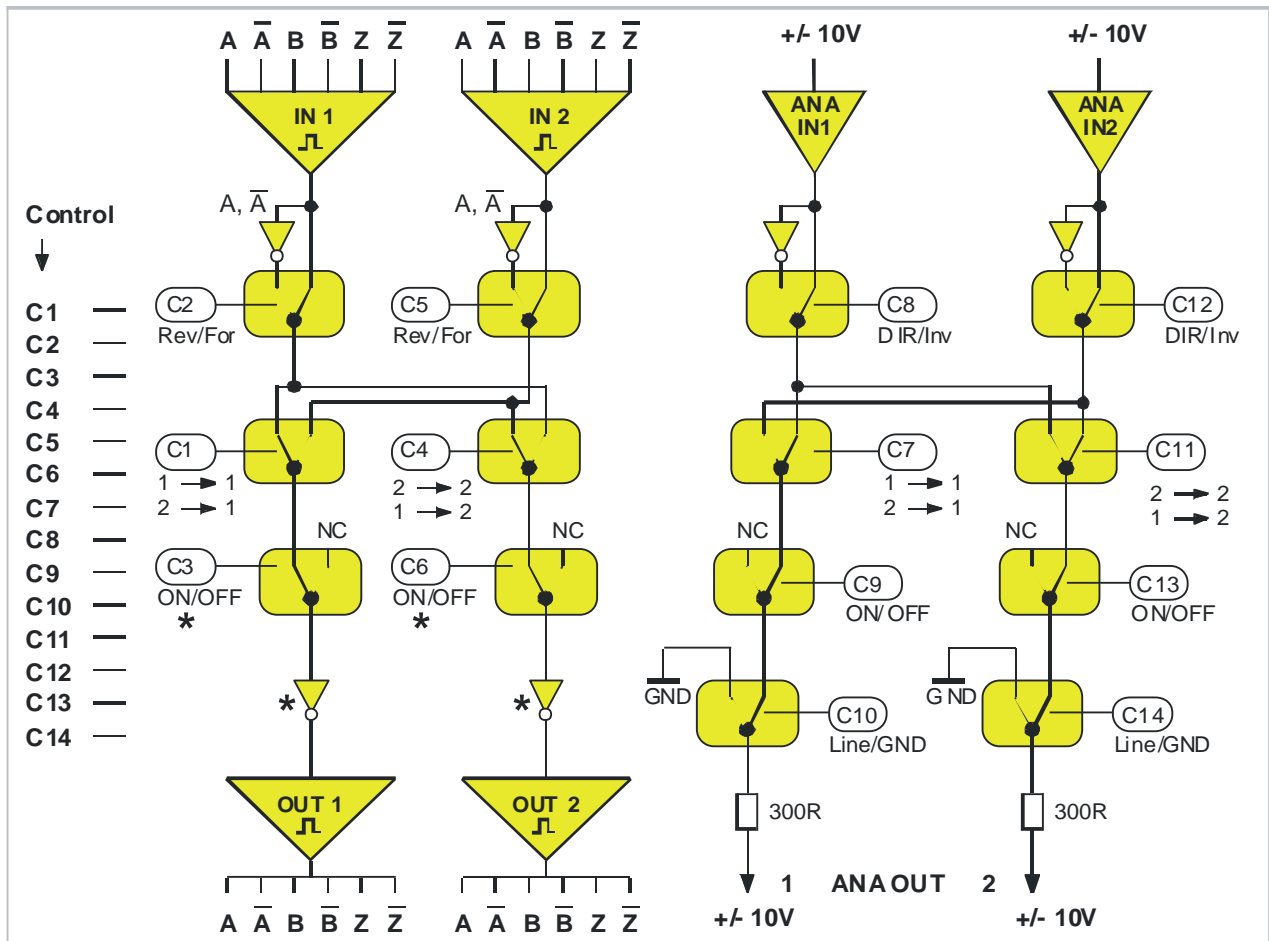 A A̅ B B̅ Z Z̅ A A̅ B B̅ Z Z̅ +/- 10V +/- 10V
IN 1 IN 2 ANA IN1 ANA IN2
A, A̅ A, A̅
Control
C2 Rev/For
C5 Rev/For
C8 DIR/Inv
C12 DIR/Inv
C1
C2
C3
C4
C5
C6
C7
C8
C9
C10
C11
C12
C13
C14
C1
1 → 1
2 → 1
C4
2 → 2
1 → 2
C7
1 → 1
2 → 1
C11
2 → 2
1 → 2
NC NC NC NC
C3 ON/OFF
*
C6 ON/OFF
*
C9 ON/OFF
C13 ON/OFF
* *
GND GND
C10 Line/GND
C14 Line/GND
OUT 1 OUT 2
300R 300R
1 ANA OUT 2
A A̅ B B̅ Z Z̅ A A̅ B B̅ Z Z̅ +/- 10V +/- 10V